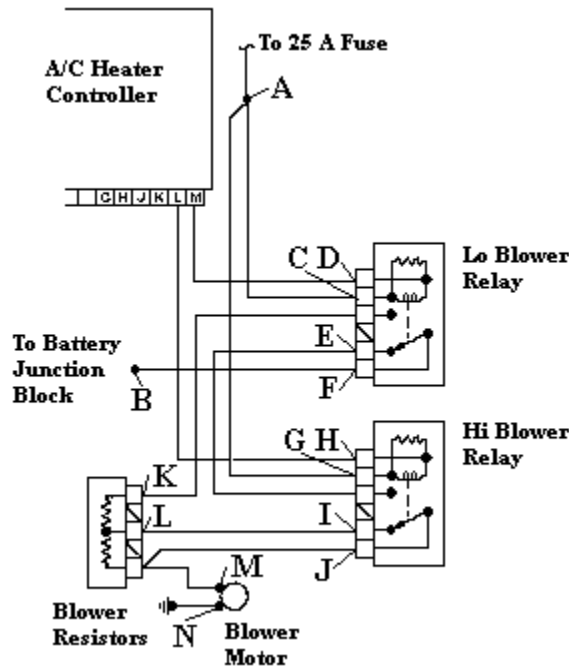 To 25 A Fuse
A/C Heater
Controller
A
G H J K L M
C D
Lo Blower
Relay
E
To Battery
Junction
Block
B
F
G H
Hi Blower
Relay
K
L
I
J
M
Blower
Resistors
N
Blower
Motor